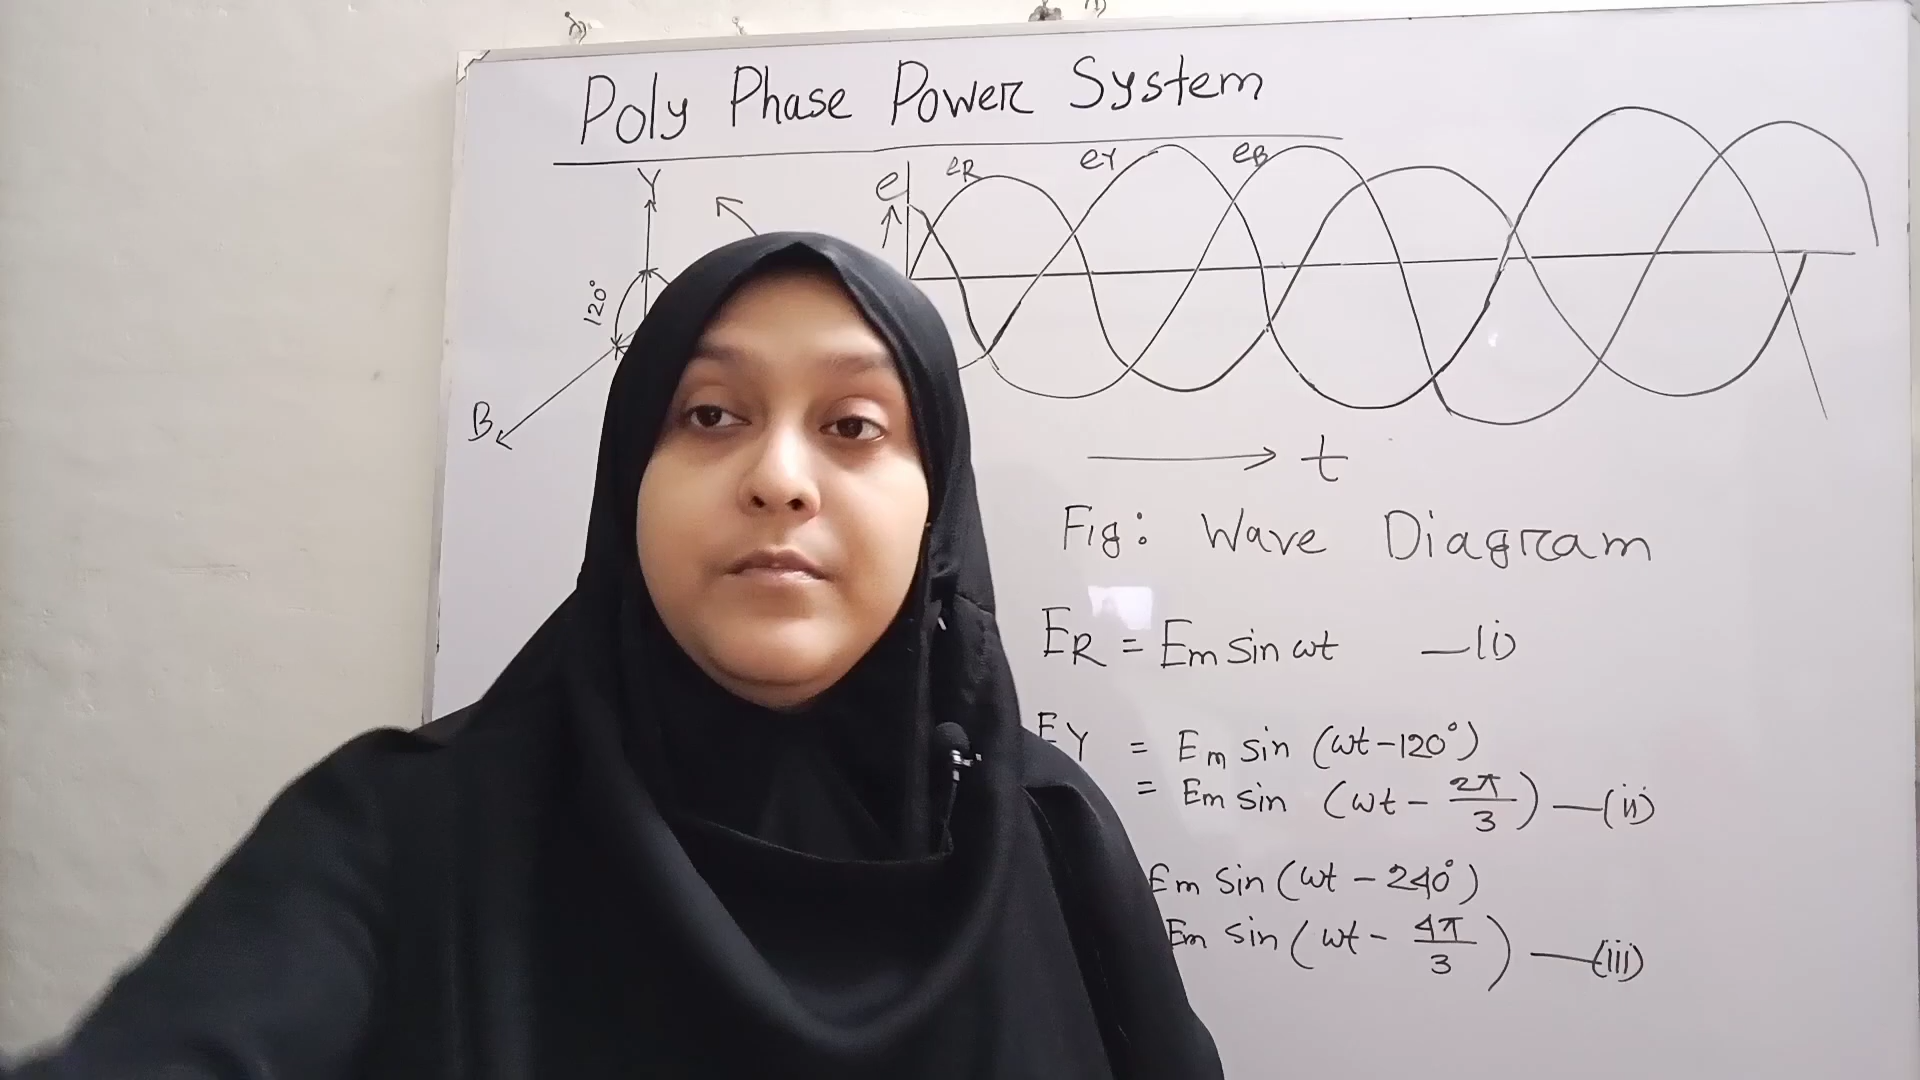 Poly Phase Power System
Y
120°
B
e
eR
eY
eB
t
Fig: Wave Diagram
ER = Em sin ωt —(i)
EY = Em sin (ωt-120°)
= Em sin (ωt - 2π/3) —(ii)
Em sin (ωt - 240°)
Em sin (ωt - 4π/3) —(iii)